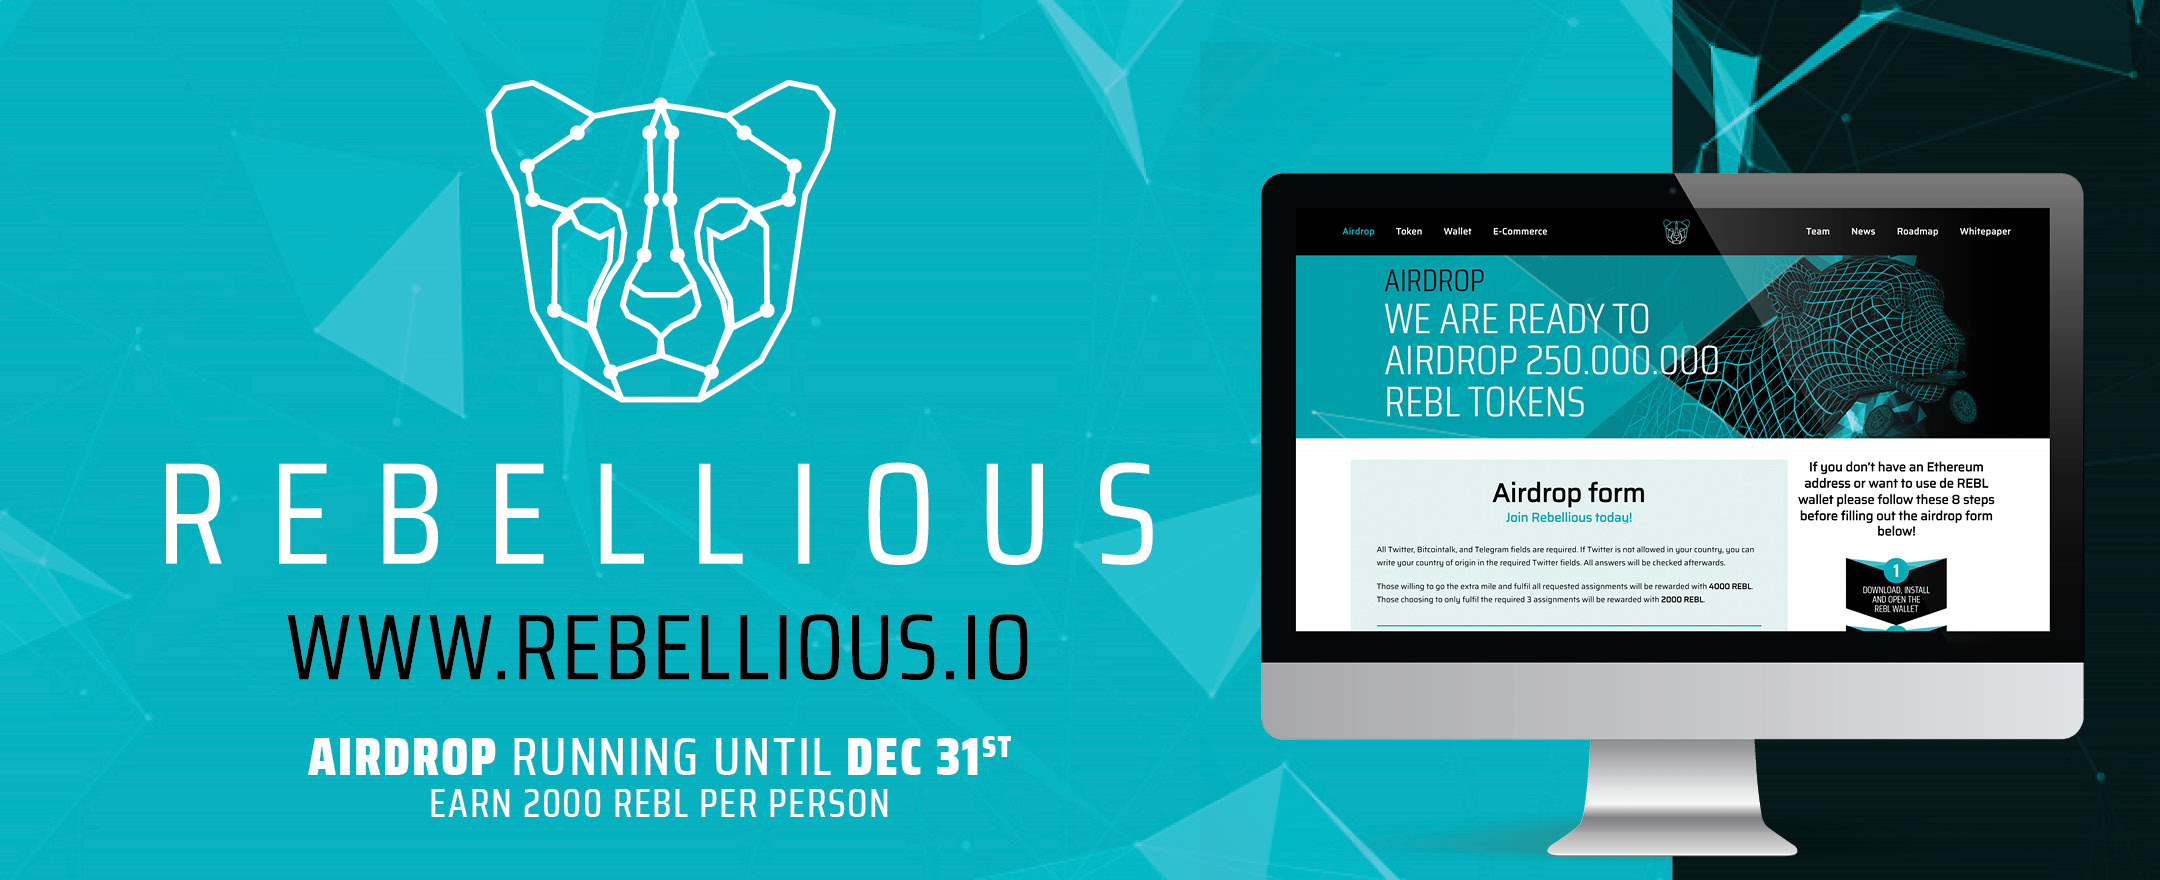 REBELLIOUS
WWW.REBELLIOUS.IO
AIRDROP RUNNING UNTIL DEC 31ST
EARN 2000 REBL PER PERSON
Airdrop Token Wallet E-Commerce Team News Roadmap Whitepaper
AIRDROP
WE ARE READY TO
AIRDROP 250.000.000
REBL TOKENS
Airdrop form
Join Rebellious today!
All Twitter, Bitcointalk, and Telegram fields are required. If Twitter is not allowed in your country, you can
write your country of origin in the required Twitter fields. All answers will be checked afterwards.
Those willing to go the extra mile and fulfil all requested assignments will be rewarded with 4000 REBL.
Those choosing to only fulfil the required 3 assignments will be rewarded with 2000 REBL.
If you don't have an Ethereum
address or want to use de REBL
wallet please follow these 8 steps
before filling out the airdrop form
below!
1
DOWNLOAD, INSTALL
AND OPEN THE
REBL WALLET